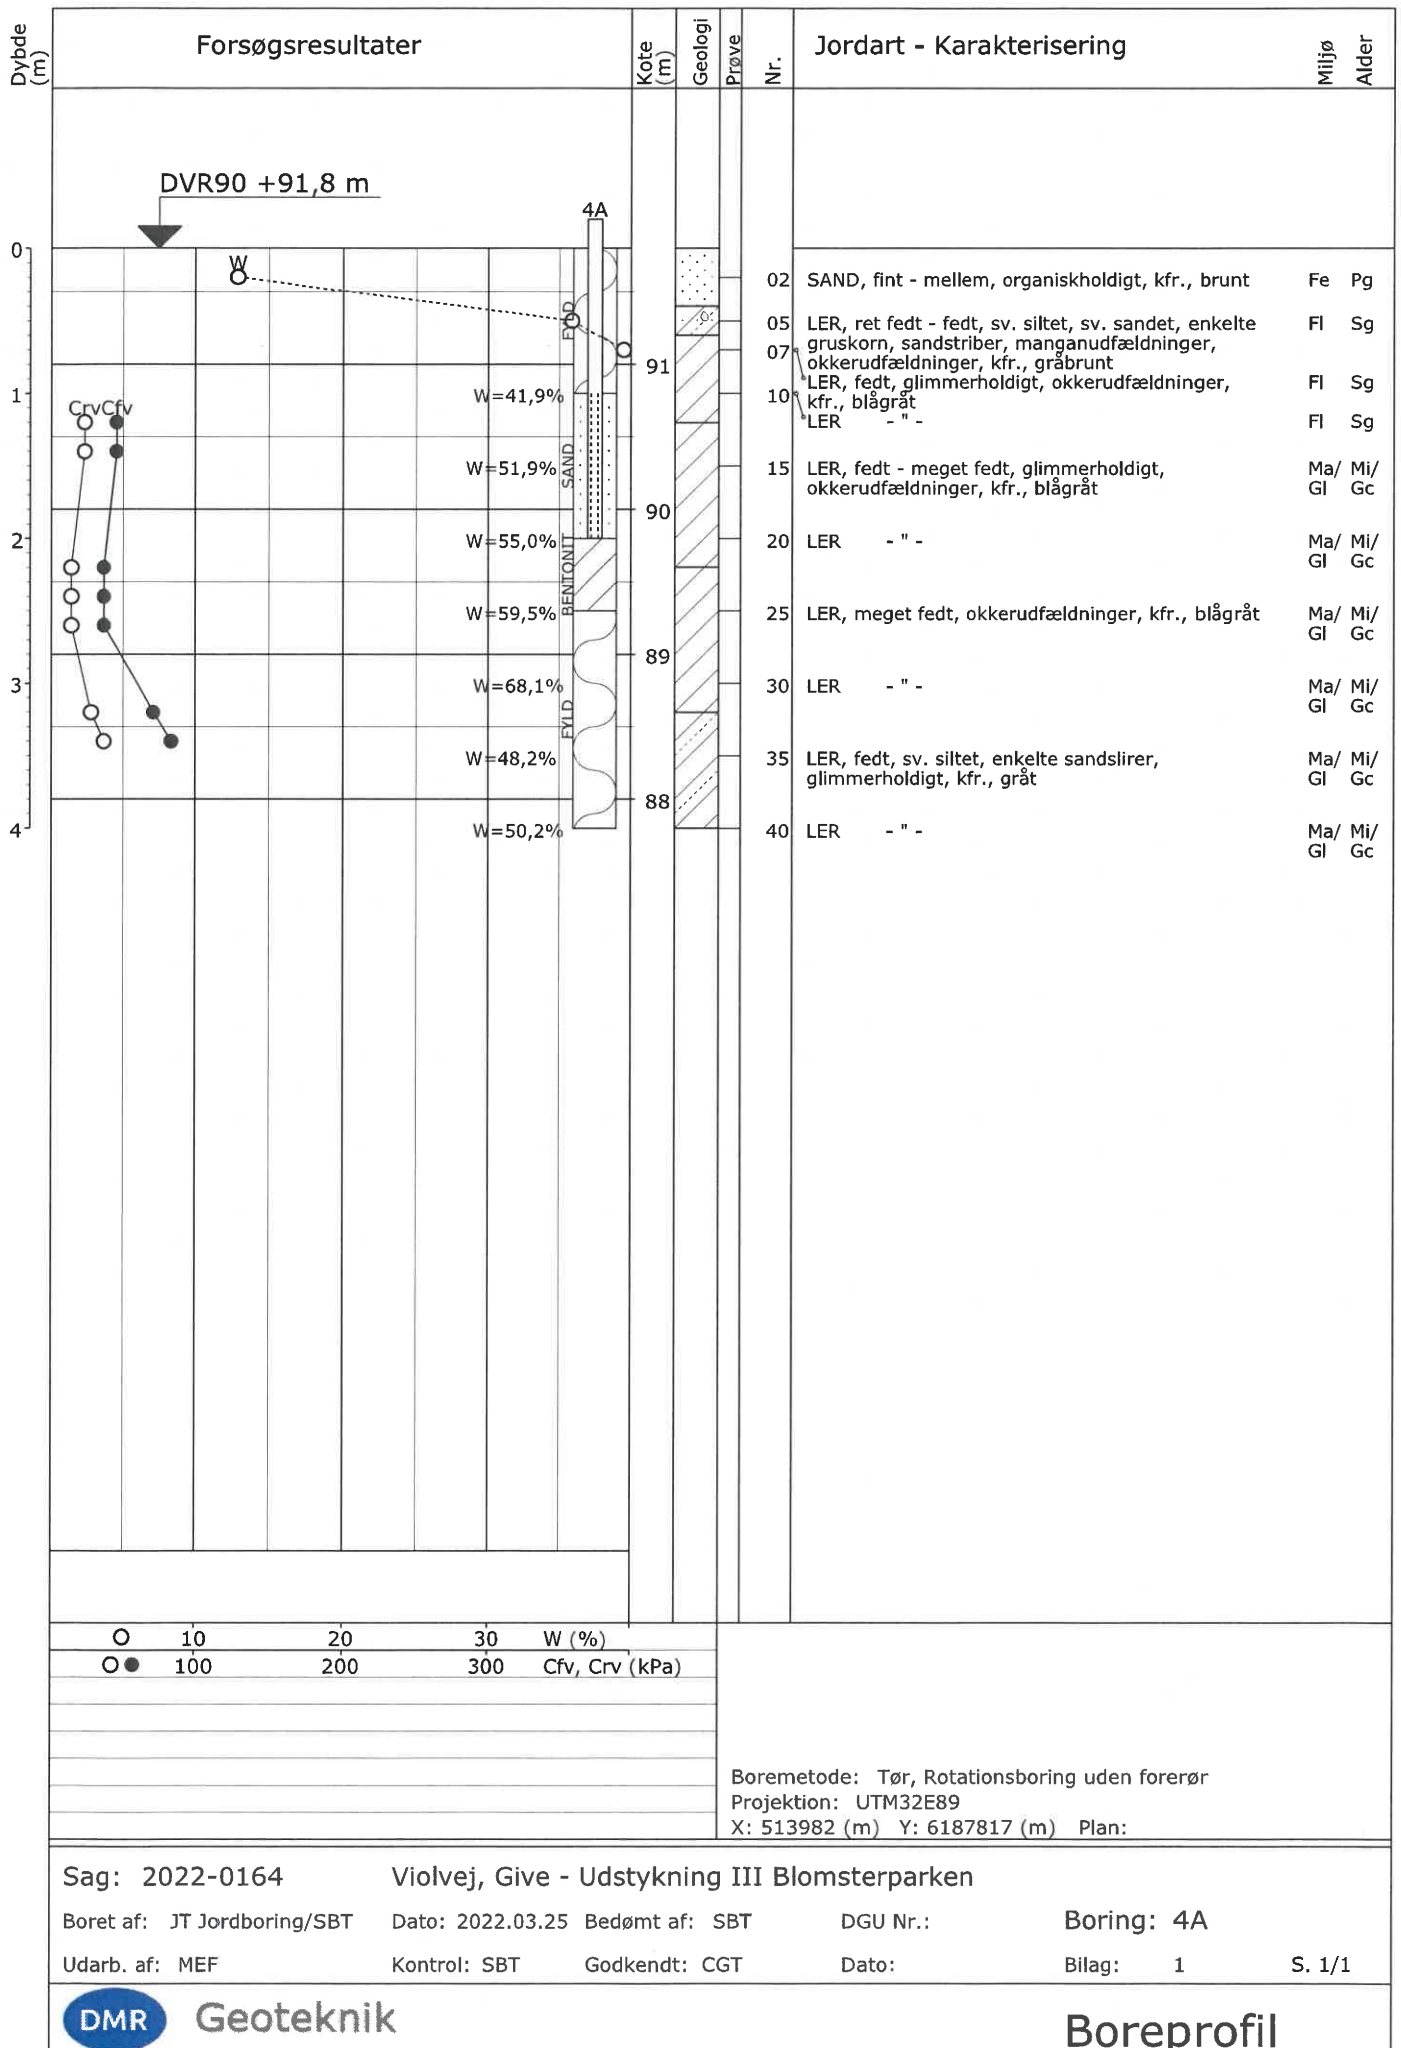 Dybde (m)
Forsøgsresultater
Kote (m)
Geologi
Prøve
Nr.
Jordart - Karakterisering
Miljø
Alder
DVR90 +91,8 m
4A
0
W
02 SAND, fint - mellem, organiskholdigt, kfr., brunt Fe Pg
FYLD
05 LER, ret fedt - fedt, sv. siltet, sv. sandet, enkelte Fl Sg
gruskorn, sandstriber, manganudfældninger,
07
okkerudfældninger, kfr., gråbrunt
91
LER, fedt, glimmerholdigt, okkerudfældninger, Fl Sg
kfr., blågråt
1
W=41,9%
10
CrvCfv
LER - " - Fl Sg
W=51,9%
SAND
15 LER, fedt - meget fedt, glimmerholdigt, Ma/ Mi/
okkerudfældninger, kfr., blågråt Gl Gc
90
2
W=55,0%
20 LER - " - Ma/ Mi/
Gl Gc
BENTONIT
W=59,5%
25 LER, meget fedt, okkerudfældninger, kfr., blågråt Ma/ Mi/
Gl Gc
89
3
W=68,1%
30 LER - " - Ma/ Mi/
Gl Gc
FYLD
W=48,2%
35 LER, fedt, sv. siltet, enkelte sandslirer, Ma/ Mi/
glimmerholdigt, kfr., gråt Gl Gc
88
4
W=50,2%
40 LER - " - Ma/ Mi/
Gl Gc
10 20 30 W (%)
100 200 300 Cfv, Crv (kPa)
Boremetode: Tør, Rotationsboring uden forerør
Projektion: UTM32E89
X: 513982 (m) Y: 6187817 (m) Plan:
Sag: 2022-0164 Violvej, Give - Udstykning III Blomsterparken
Boret af: JT Jordboring/SBT Dato: 2022.03.25 Bedømt af: SBT DGU Nr.: Boring: 4A
Udarb. af: MEF Kontrol: SBT Godkendt: CGT Dato: Bilag: 1 S. 1/1
DMR Geoteknik
Boreprofil